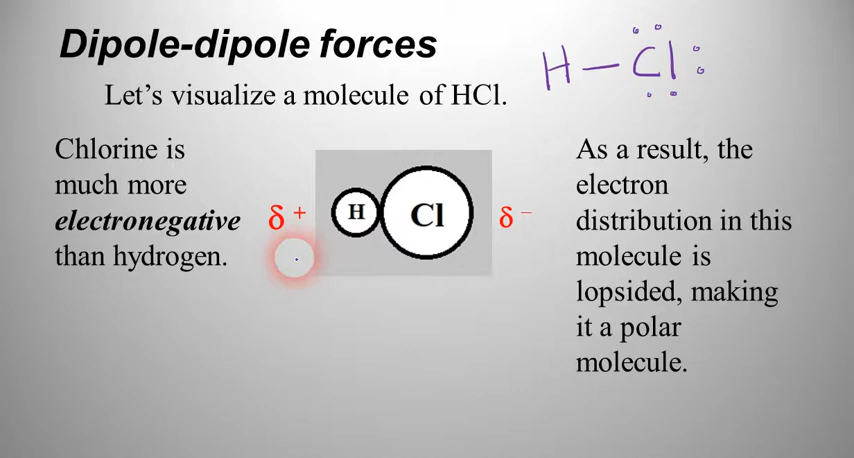 Dipole-dipole forces
H — Cl
Let’s visualize a molecule of HCl.
Chlorine is
much more
electronegative
than hydrogen.
δ +
H
Cl
δ −
As a result, the
electron
distribution in this
molecule is
lopsided, making
it a polar
molecule.